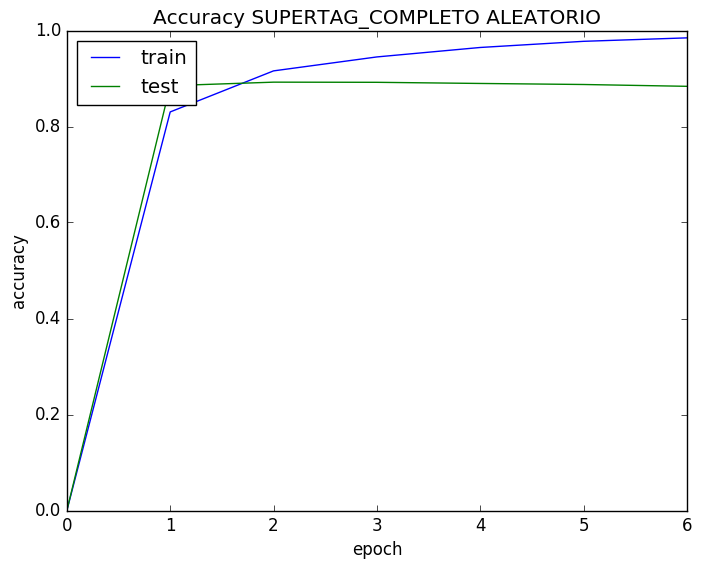 Accuracy SUPERTAG_COMPLETO ALEATORIO
train
test
1.0
0.8
0.6
0.4
0.2
0.0
accuracy
0 1 2 3 4 5 6
epoch